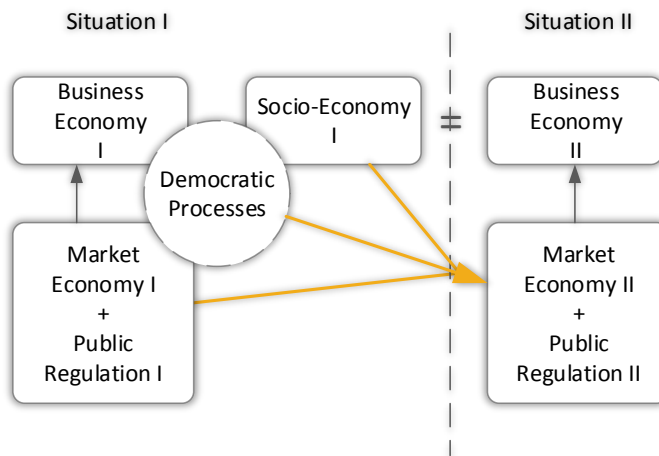 Situation I
Situation II
Business
Economy
I
Socio-Economy
I
=
Business
Economy
II
Democratic
Processes
Market
Economy I
+
Public
Regulation I
Market
Economy II
+
Public
Regulation II